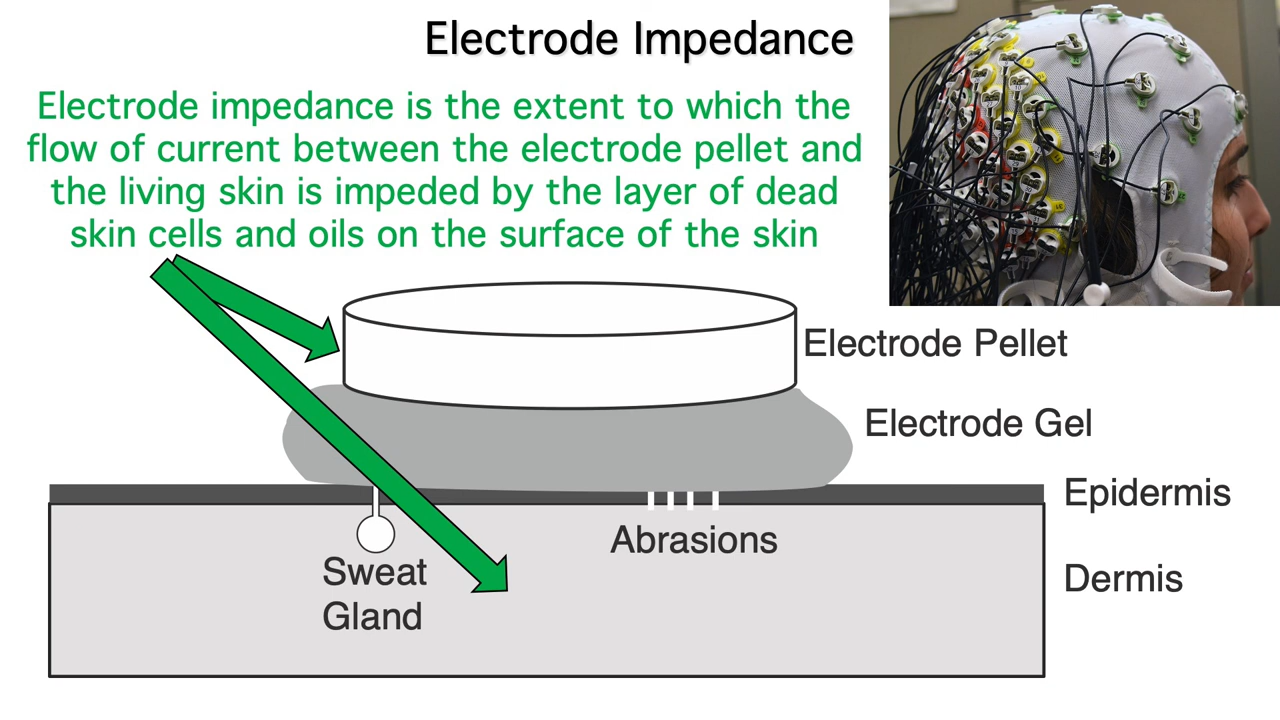 Electrode Impedance
Electrode impedance is the extent to which the
flow of current between the electrode pellet and
the living skin is impeded by the layer of dead
skin cells and oils on the surface of the skin
Electrode Pellet
Electrode Gel
Epidermis
Abrasions
Sweat
Gland
Dermis